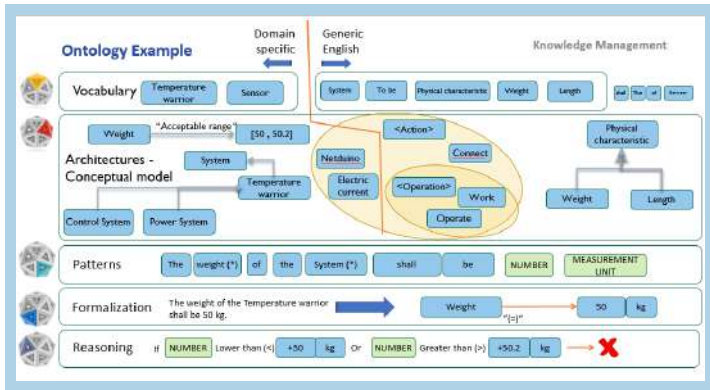 Ontology Example
Domain specific
Generic English
Knowledge Management
Vocabulary
Temperature warrior
Sensor
System
To be
Physical characteristic
Weight
Length
shall
The
of
Weight
"Acceptable range"
[50 , 50.2]
Architectures - Conceptual model
System
Temperature warrior
Control System
Power System
<Action>
Netduino
Connect
Electric current
<Operation>
Work
Operate
Physical characteristic
Weight
Length
Patterns
The
weight (*)
of
the
System (*)
shall
be
NUMBER
MEASUREMENT UNIT
Formalization
The weight of the Temperature warrior shall be 50 kg.
Weight
"(=)"
50
kg
Reasoning
If NUMBER Lower than (<) +50 kg Or NUMBER Greater than (>) +50.2 kg